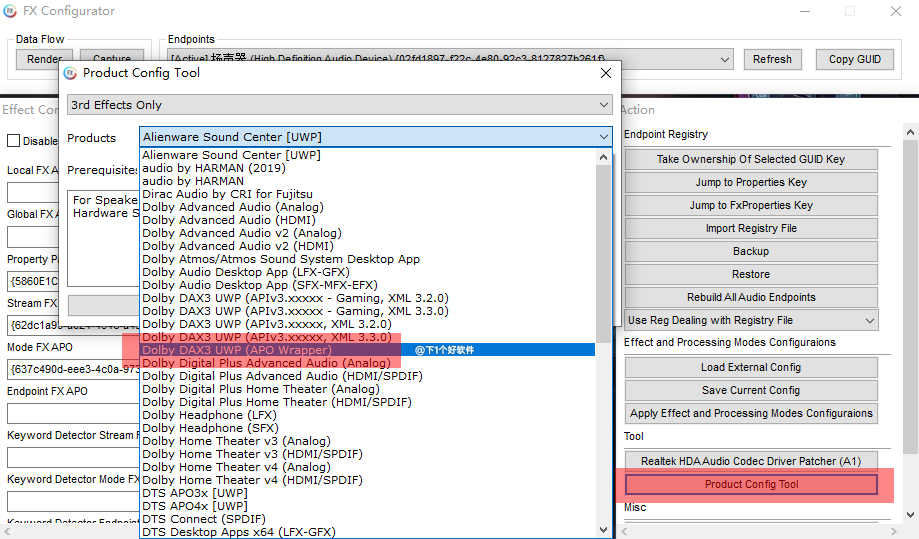 FX Configurator
Data Flow
Render
Capture
Endpoints
[Active] 扬声器 (High Definition Audio Device) {02fd1897-f22c-4e80-92c3-8127827b261f}
Refresh
Copy GUID
Product Config Tool
3rd Effects Only
Products
Alienware Sound Center [UWP]
Prerequisites
For Speake
Hardware S
Alienware Sound Center [UWP]
audio by HARMAN (2019)
audio by HARMAN
Dirac Audio by CRI for Fujitsu
Dolby Advanced Audio (Analog)
Dolby Advanced Audio (HDMI)
Dolby Advanced Audio v2 (Analog)
Dolby Advanced Audio v2 (HDMI)
Dolby Atmos/Atmos Sound System Desktop App
Dolby Audio Desktop App (LFX-GFX)
Dolby Audio Desktop App (SFX-MFX-EFX)
Dolby DAX3 UWP (APIv3.xxxxx - Gaming, XML 3.2.0)
Dolby DAX3 UWP (APIv3.xxxxx - Gaming, XML 3.3.0)
Dolby DAX3 UWP (APIv3.xxxxx, XML 3.2.0)
Dolby DAX3 UWP (APIv3.xxxxx, XML 3.3.0)
Dolby DAX3 UWP (APO Wrapper)
@下1个好软件
Dolby Digital Plus Advanced Audio (Analog)
Dolby Digital Plus Advanced Audio (HDMI/SPDIF)
Dolby Digital Plus Home Theater (Analog)
Dolby Digital Plus Home Theater (HDMI/SPDIF)
Dolby Headphone (LFX)
Dolby Headphone (SFX)
Dolby Home Theater v3 (Analog)
Dolby Home Theater v3 (HDMI/SPDIF)
Dolby Home Theater v4 (Analog)
Dolby Home Theater v4 (HDMI/SPDIF)
DTS APO3x [UWP]
DTS APO4x [UWP]
DTS Connect (SPDIF)
DTS Desktop Apps x64 (LFX-GFX)
Effect Con
Disable
Local FX A
Global FX A
Property Pa
{5860E1C
Stream FX
Mode FX APO
{637c490d-eee3-4c0a-973
Endpoint FX APO
Keyword Detector Stream F
Keyword Detector Mode FX
Keyword Detector Endpoint
Action
Endpoint Registry
Take Ownership Of Selected GUID Key
Jump to Properties Key
Jump to FxProperties Key
Import Registry File
Backup
Restore
Rebuild All Audio Endpoints
Use Reg Dealing with Registry File
Effect and Processing Modes Configuraions
Load External Config
Save Current Config
Apply Effect and Processing Modes Configuraions
Tool
Realtek HDA Audio Codec Driver Patcher (A1)
Product Config Tool
Misc